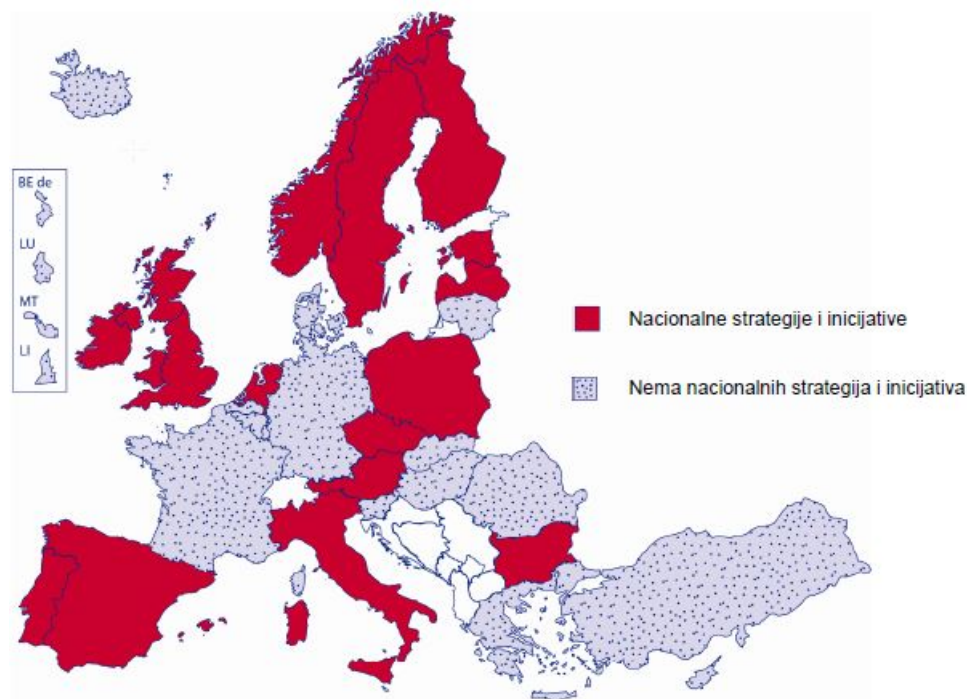 BE de
LU
MT
LI
Nacionalne strategije i inicijative
Nema nacionalnih strategija i inicijativa